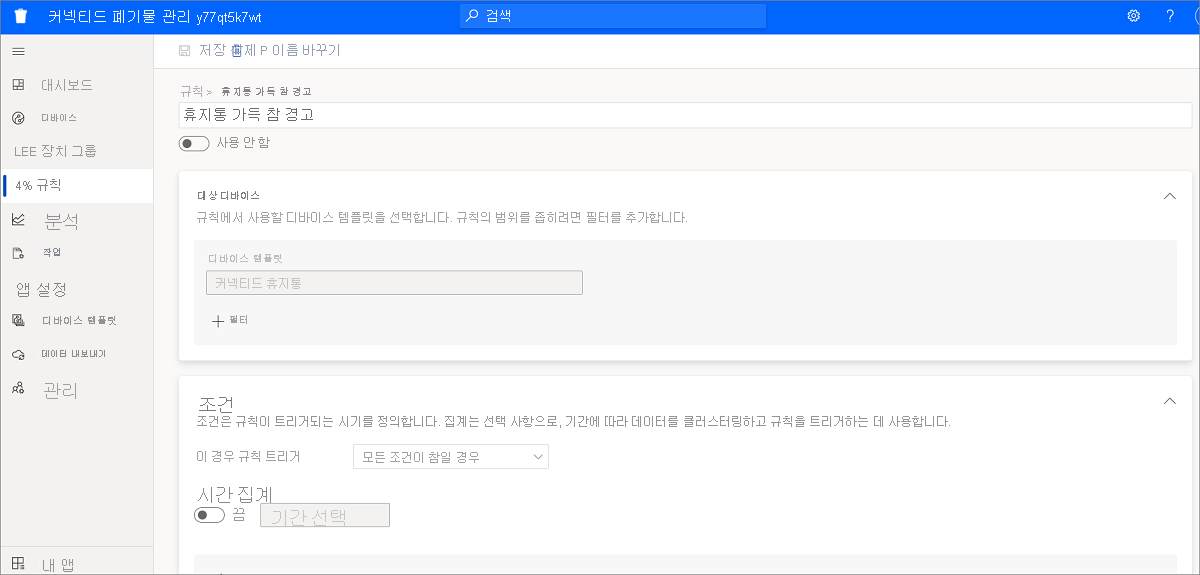 커넥티드 폐기물 관리 y77qt5k7wt
검색
?
저장 삭제 P 이름 바꾸기
대시보드
디바이스
LEE 장치 그룹
4% 규칙
분석
작업
앱 설정
디바이스 템플릿
데이터 내보내기
관리
내 앱
규칙 > 휴지통 가득 참 경고
휴지통 가득 참 경고
사용 안 함
대상 디바이스
규칙에서 사용할 디바이스 템플릿을 선택합니다. 규칙의 범위를 좁히려면 필터를 추가합니다.
디바이스 템플릿
커넥티드 휴지통
필터
조건
조건은 규칙이 트리거되는 시기를 정의합니다. 집계는 선택 사항으로, 기간에 따라 데이터를 클러스터링하고 규칙을 트리거하는 데 사용합니다.
이 경우 규칙 트리거
모든 조건이 참일 경우
시간 집계
끔
기간 선택